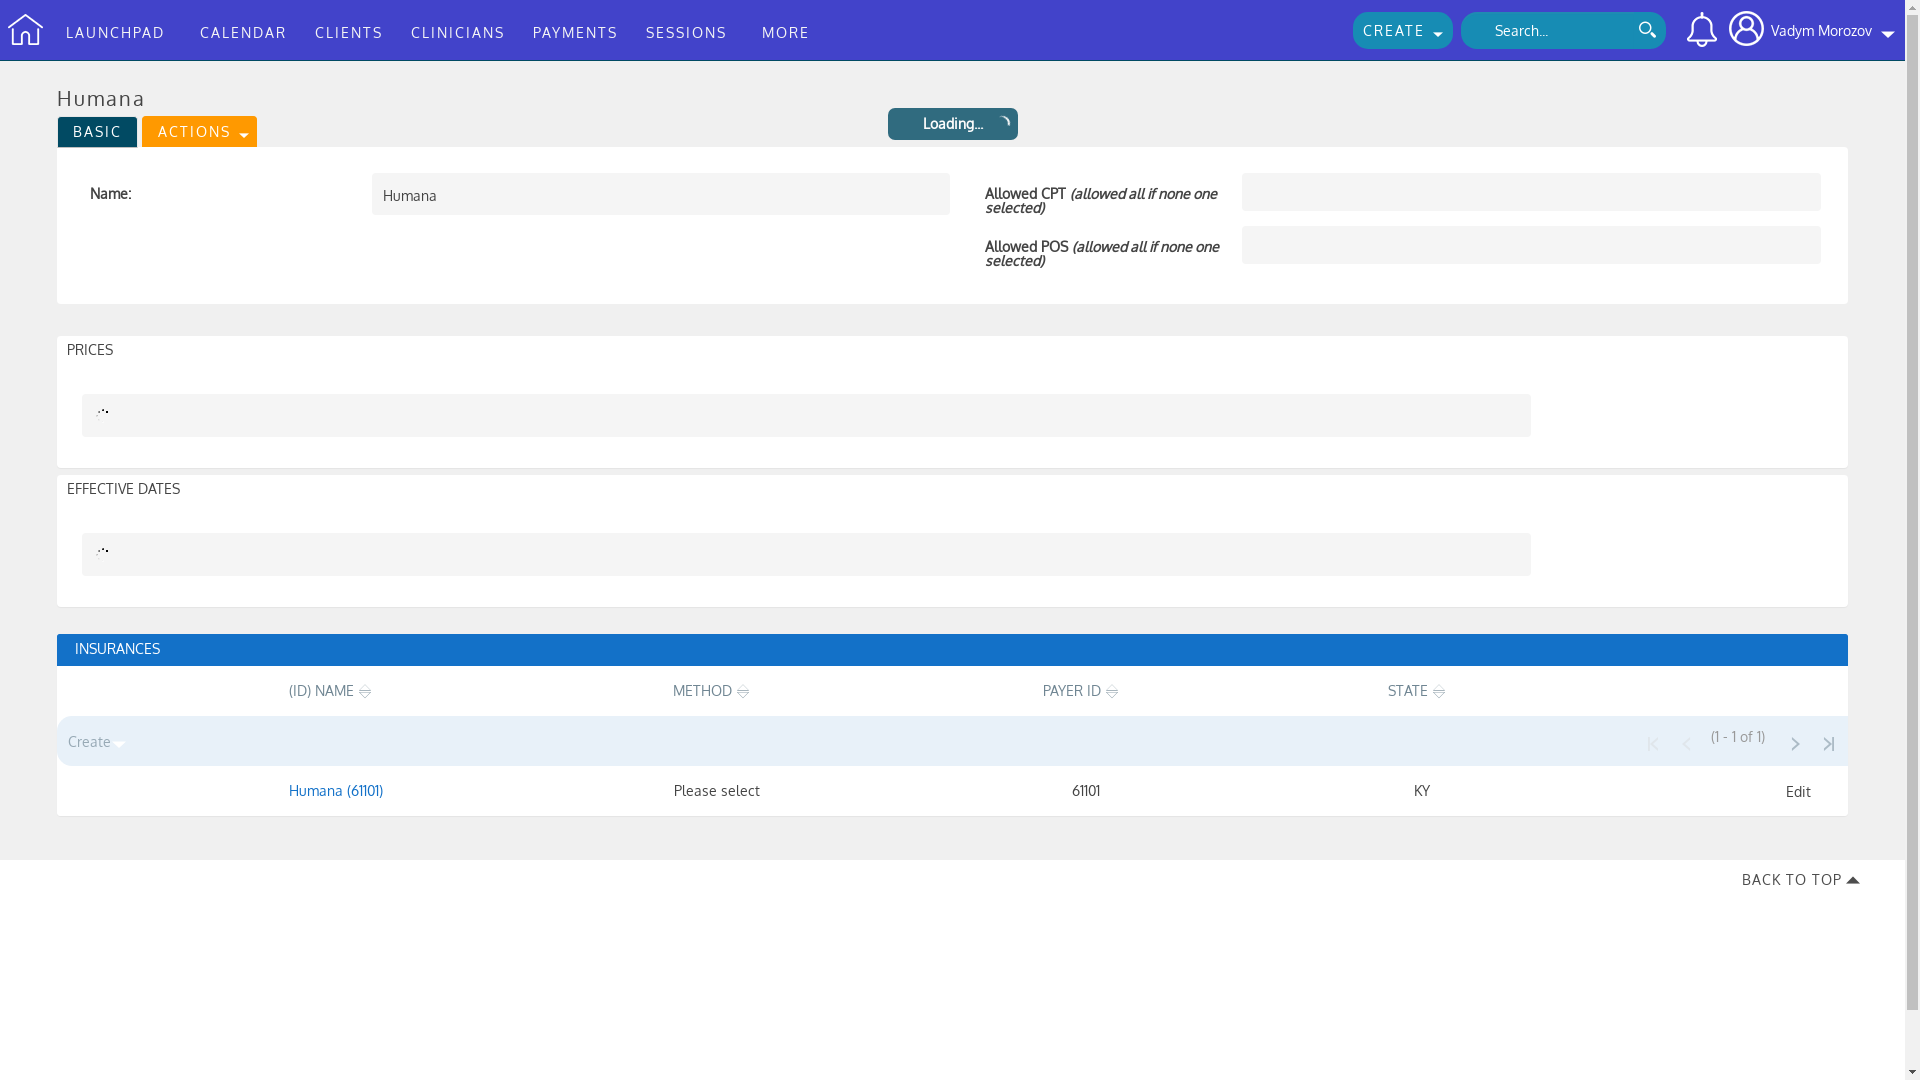 LAUNCHPAD CALENDAR CLIENTS CLINICIANS PAYMENTS SESSIONS MORE CREATE Search... Vadym Morozov
Humana
BASIC ACTIONS
Loading...
Name: Humana
Allowed CPT (allowed all if none one
selected)
Allowed POS (allowed all if none one
selected)
PRICES
EFFECTIVE DATES
INSURANCES
(ID) NAME METHOD PAYER ID STATE
Create (1 - 1 of 1)
Humana (61101) Please select 61101 KY Edit
BACK TO TOP